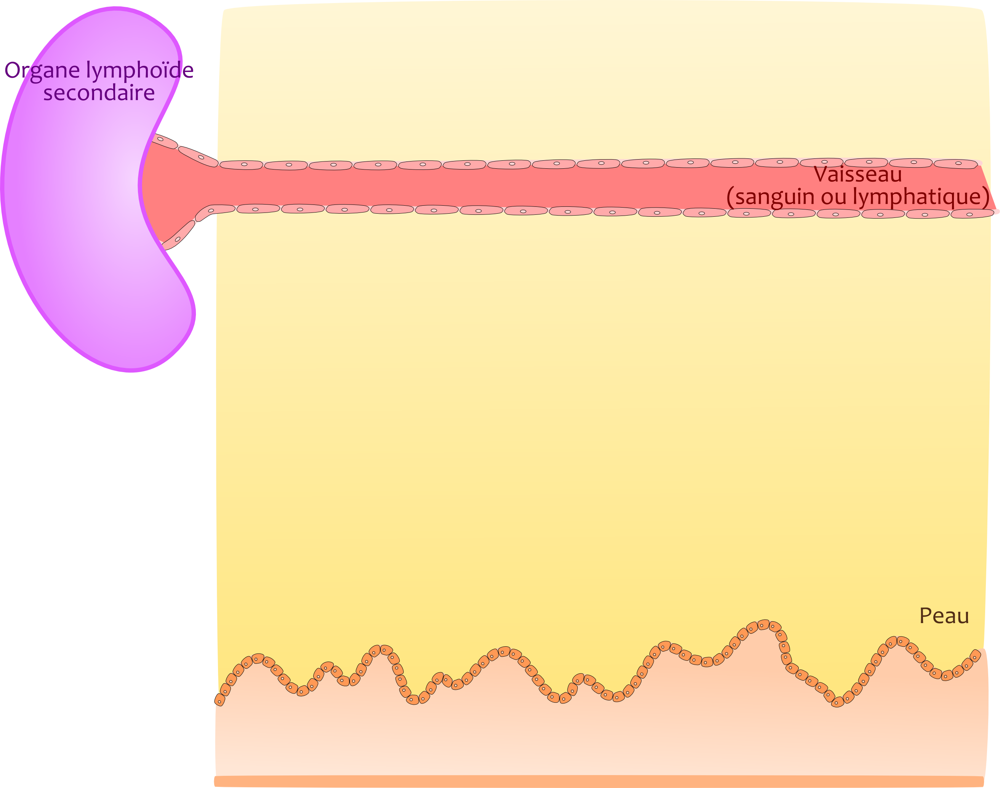 Organe lymphoïde
secondaire
Vaisseau
(sanguin ou lymphatique)
Peau